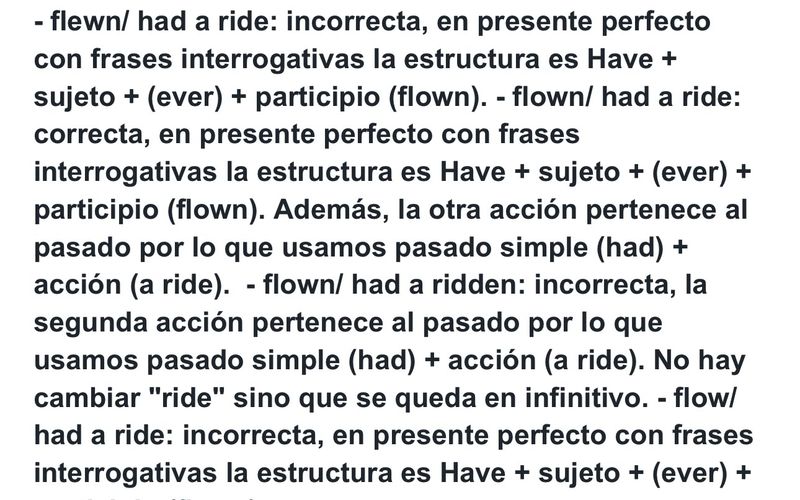 - flewn/ had a ride: incorrecta, en presente perfecto
con frases interrogativas la estructura es Have +
sujeto + (ever) + participio (flown). - flown/ had a ride:
correcta, en presente perfecto con frases
interrogativas la estructura es Have + sujeto + (ever) +
participio (flown). Además, la otra acción pertenece al
pasado por lo que usamos pasado simple (had) +
acción (a ride).  - flown/ had a ridden: incorrecta, la
segunda acción pertenece al pasado por lo que
usamos pasado simple (had) + acción (a ride). No hay
cambiar "ride" sino que se queda en infinitivo. - flow/
had a ride: incorrecta, en presente perfecto con frases
interrogativas la estructura es Have + sujeto + (ever) +